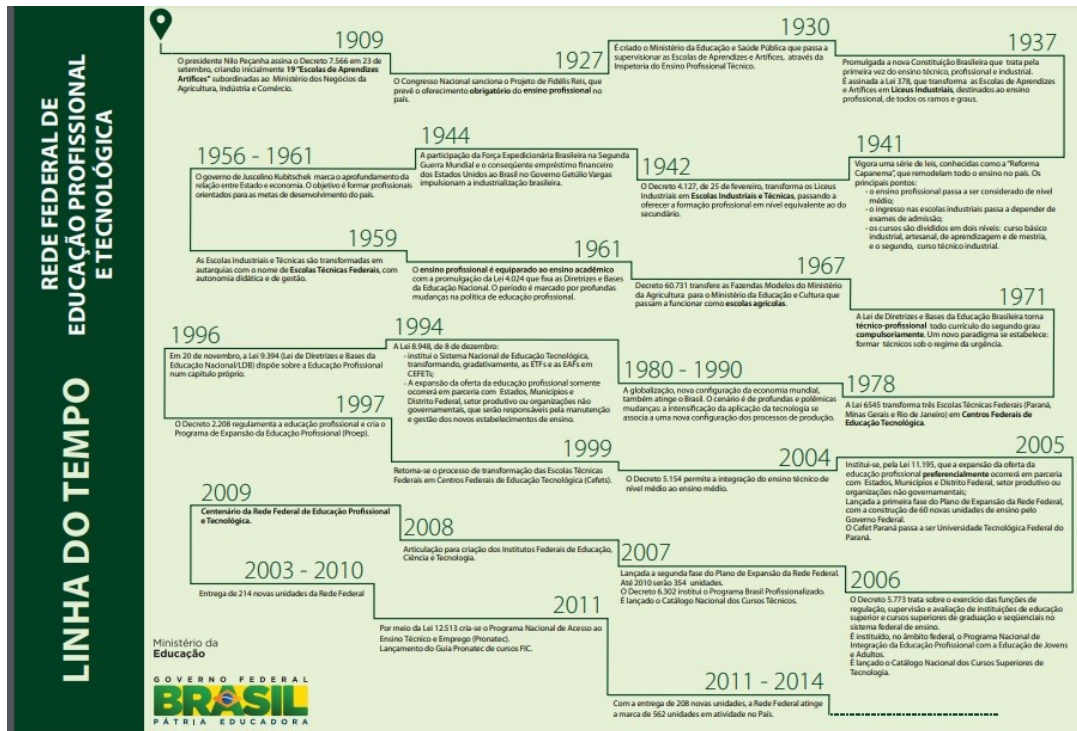 REDE FEDERAL DE
EDUCAÇÃO PROFISSIONAL
E TECNOLÓGICA
LINHA DO TEMPO
1909
O presidente Nilo Peçanha assina o Decreto 7.566 em 23 de
setembro, criando inicialmente 19 "Escolas de Aprendizes
Artífices" subordinadas ao Ministério dos Negócios da
Agricultura, Indústria e Comércio.
1927
O Congresso Nacional sanciona o Projeto de Fidélis Reis, que
prevê o oferecimento obrigatório do ensino profissional no
país.
1930
É criado o Ministério da Educação e Saúde Pública que passa a
supervisionar as Escolas de Aprendizes e Artífices, através da
Inspetoria do Ensino Profissional Técnico.
1937
Promulgada a nova Constituição Brasileira que trata pela
primeira vez do ensino técnico, profissional e industrial.
É assinada a Lei 378, que transforma as Escolas de Aprendizes
e Artífices em Liceus Industriais, destinados ao ensino
profissional, de todos os ramos e graus.
1941
Vigora uma série de leis, conhecidas como a "Reforma
Capanema", que remodelam todo o ensino no país. Os
principais pontos:
- o ensino profissional passa a ser considerado de nível
médio;
- o ingresso nas escolas industriais passa a depender de
exames de admissão;
- os cursos são divididos em dois níveis: curso básico
industrial, artesanal, de aprendizagem e de mestria,
e o segundo, curso técnico industrial.
1942
O Decreto 4.127, de 25 de fevereiro, transforma os Liceus
Industriais em Escolas Industriais e Técnicas, passando a
oferecer a formação profissional em nível equivalente ao do
secundário.
1944
A participação da Força Expedicionária Brasileira na Segunda
Guerra Mundial e o conseqüente empréstimo financeiro
dos Estados Unidos ao Brasil no Governo Getúlio Vargas
impulsionam a industrialização brasileira.
1956 - 1961
O governo de Juscelino Kubitschek marca o aprofundamento da
relação entre Estado e economia. O objetivo é formar profissionais
orientados para as metas de desenvolvimento do país.
1959
As Escolas Industriais e Técnicas são transformadas em
autarquias com o nome de Escolas Técnicas Federais, com
autonomia didática e de gestão.
1961
O ensino profissional é equiparado ao ensino acadêmico
com a promulgação da Lei 4.024 que fixa as Diretrizes e Bases
da Educação Nacional. O período é marcado por profundas
mudanças na política de educação profissional.
1967
Decreto 60.731 transfere as Fazendas Modelos do Ministério
da Agricultura para o Ministério da Educação e Cultura que
passam a funcionar como escolas agrícolas.
1971
A Lei de Diretrizes e Bases da Educação Brasileira torna
técnico-profissional todo currículo do segundo grau
compulsoriamente. Um novo paradigma se estabelece:
formar técnicos sob o regime da urgência.
1978
A Lei 6545 transforma três Escolas Técnicas Federais (Paraná,
Minas Gerais e Rio de Janeiro) em Centros Federais de
Educação Tecnológica.
1980 - 1990
A globalização, nova configuração da economia mundial,
também atinge o Brasil. O cenário é de profundas e polêmicas
mudanças: a intensificação da aplicação da tecnologia se
associa a uma nova configuração dos processos de produção.
1994
A Lei 8.948, de 8 de dezembro:
- institui o Sistema Nacional de Educação Tecnológica,
transformando, gradativamente, as ETFs e as EAFs em
CEFETs;
- A expansão da oferta da educação profissional somente
ocorrerá em parceria com Estados, Municípios e
Distrito Federal, setor produtivo ou organizações não
governamentais, que serão responsáveis pela manutenção
e gestão dos novos estabelecimentos de ensino.
1996
Em 20 de novembro, a Lei 9.394 (Lei de Diretrizes e Bases da
Educação Nacional/LDB) dispõe sobre a Educação Profissional
num capítulo próprio.
1997
O Decreto 2.208 regulamenta a educação profissional e cria o
Programa de Expansão da Educação Profissional (Proep).
1999
Retoma-se o processo de transformação das Escolas Técnicas
Federais em Centros Federais de Educação Tecnológica (Cefets).
2004
O Decreto 5.154 permite a integração do ensino técnico de
nível médio ao ensino médio.
2005
Institui-se, pela Lei 11.195, que a expansão da oferta da
educação profissional preferencialmente ocorrerá em parceria
com Estados, Municípios e Distrito Federal, setor produtivo ou
organizações não governamentais;
Lançada a primeira fase do Plano de Expansão da Rede Federal,
com a construção de 60 novas unidades de ensino pelo
Governo Federal.
O Cefet Paraná passa a ser Universidade Tecnológica Federal do
Paraná.
2006
O Decreto 5.773 trata sobre o exercício das funções de
regulação, supervisão e avaliação de instituições de educação
superior e cursos superiores de graduação e seqüenciais no
sistema federal de ensino.
É instituído, no âmbito federal, o Programa Nacional de
Integração da Educação Profissional com a Educação de Jovens
e Adultos.
É lançado o Catálogo Nacional dos Cursos Superiores de
Tecnologia.
2007
Lançada a segunda fase do Plano de Expansão da Rede Federal.
Até 2010 serão 354 unidades.
O Decreto 6.302 institui o Programa Brasil Profissionalizado.
É lançado o Catálogo Nacional dos Cursos Técnicos.
2008
Articulação para criação dos Institutos Federais de Educação,
Ciência e Tecnologia.
2009
Centenário da Rede Federal de Educação Profissional
e Tecnológica.
2003 - 2010
Entrega de 214 novas unidades da Rede Federal
2011
Por meio da Lei 12.513 cria-se o Programa Nacional de Acesso ao
Ensino Técnico e Emprego (Pronatec).
Lançamento do Guia Pronatec de cursos FIC.
2011 - 2014
Com a entrega de 208 novas unidades, a Rede Federal atinge
a marca de 562 unidades em atividade no País.
Ministério da
Educação
GOVERNO FEDERAL
BRASIL
PÁTRIA EDUCADORA